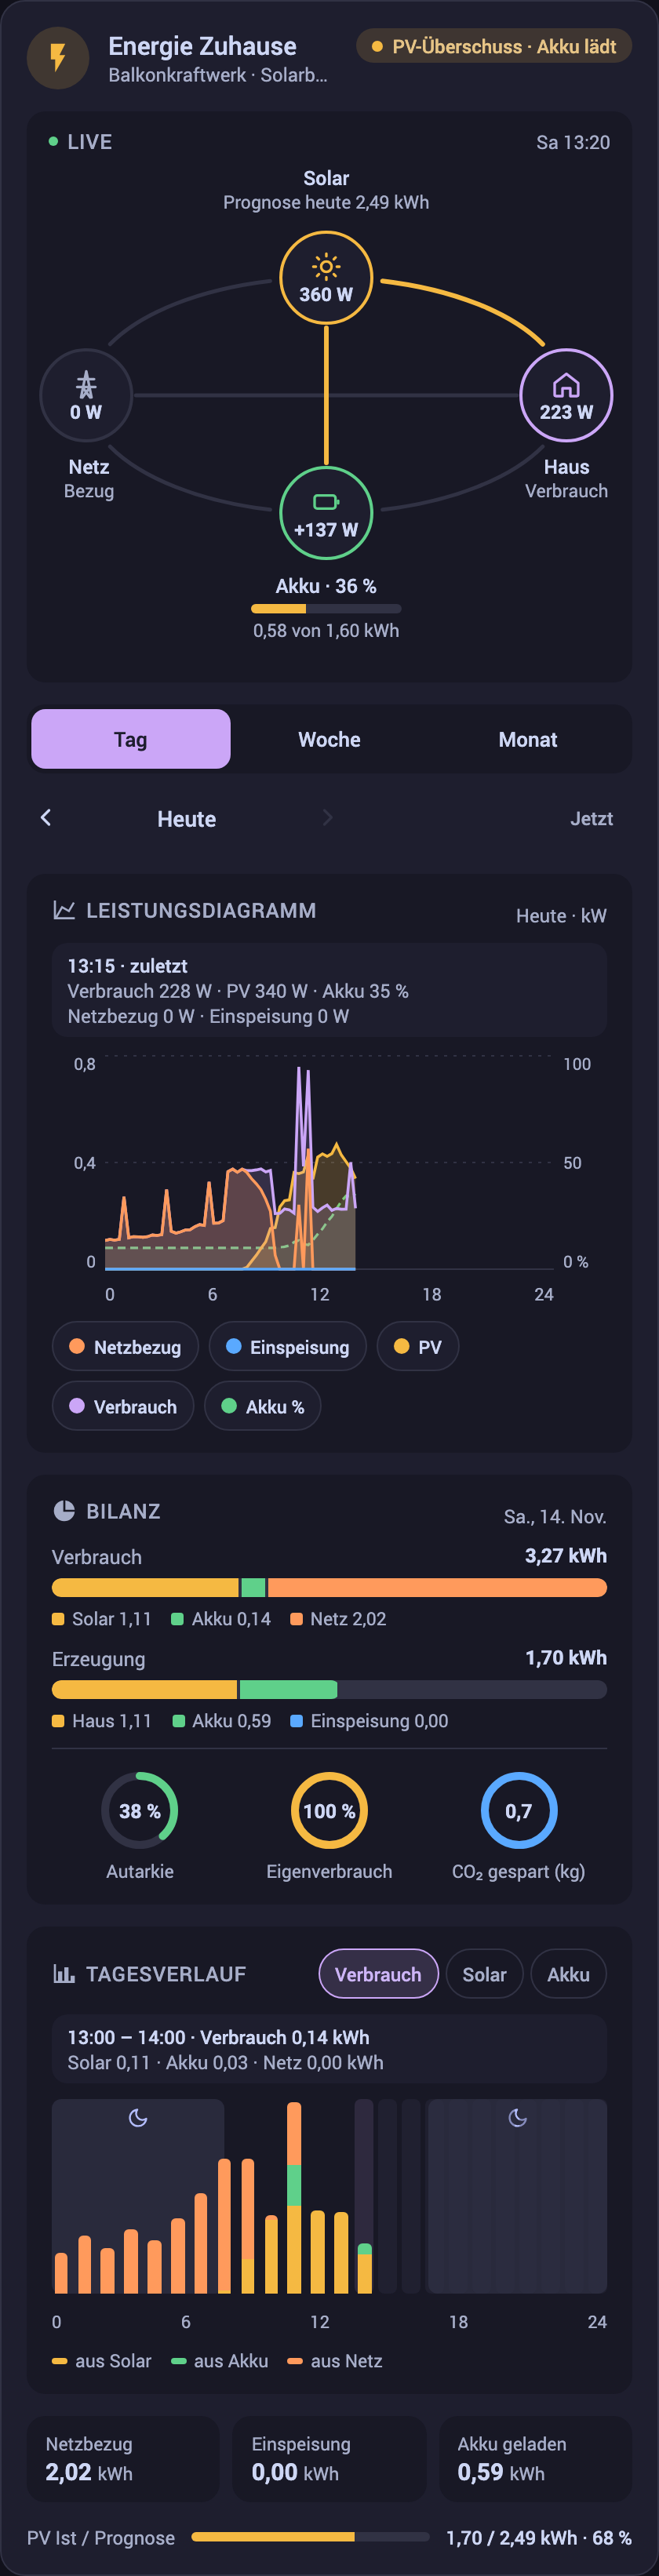 Energie Zuhause
PV-Überschuss · Akku lädt
Balkonkraftwerk · Solarb...
LIVE
Sa 13:20
Solar
Prognose heute 2,49 kWh
360 W
0 W
223 W
Netz
Bezug
Haus
Verbrauch
+137 W
Akku · 36 %
0,58 von 1,60 kWh
Tag
Woche
Monat
Heute
Jetzt
LEISTUNGSDIAGRAMM
Heute · kW
13:15 · zuletzt
Verbrauch 228 W · PV 340 W · Akku 35 %
Netzbezug 0 W · Einspeisung 0 W
0,8
100
0,4
50
0
0 %
0 6 12 18 24
Netzbezug
Einspeisung
PV
Verbrauch
Akku %
BILANZ
Sa., 14. Nov.
Verbrauch
3,27 kWh
Solar 1,11
Akku 0,14
Netz 2,02
Erzeugung
1,70 kWh
Haus 1,11
Akku 0,59
Einspeisung 0,00
38 %
100 %
0,7
Autarkie
Eigenverbrauch
CO₂ gespart (kg)
TAGESVERLAUF
Verbrauch
Solar
Akku
13:00 – 14:00 · Verbrauch 0,14 kWh
Solar 0,11 · Akku 0,03 · Netz 0,00 kWh
0 6 12 18 24
aus Solar
aus Akku
aus Netz
Netzbezug
2,02 kWh
Einspeisung
0,00 kWh
Akku geladen
0,59 kWh
PV Ist / Prognose
1,70 / 2,49 kWh · 68 %